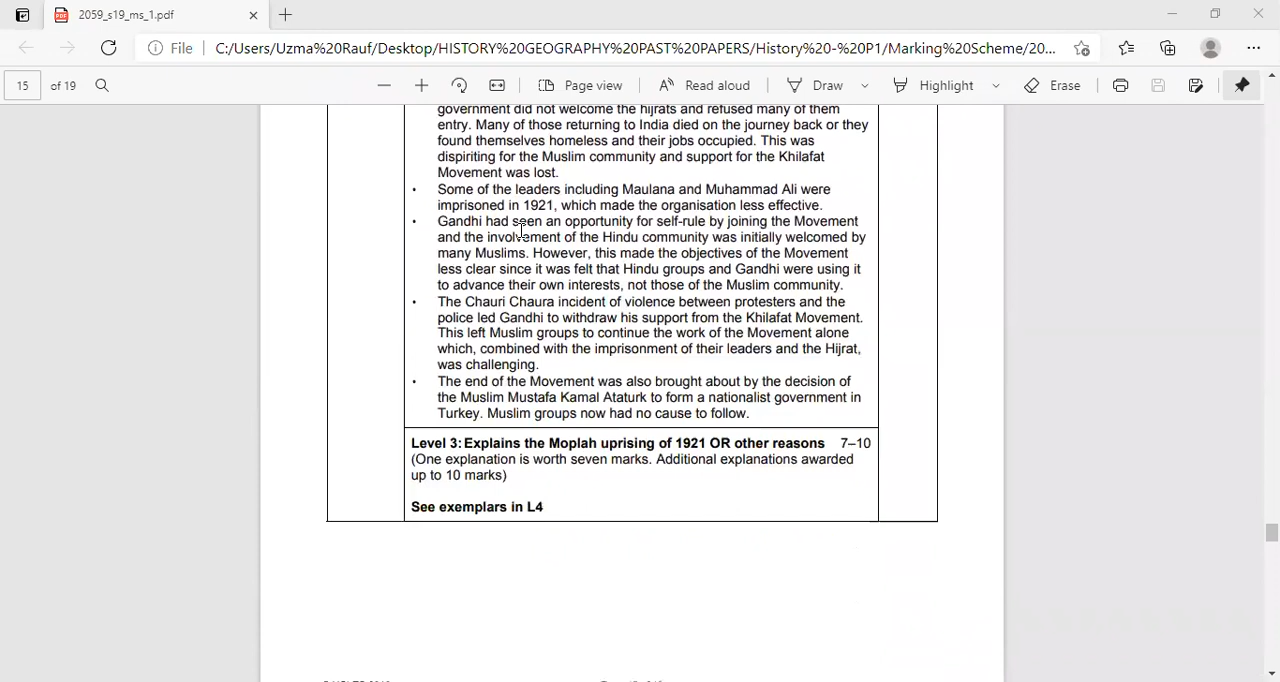 2059_s19_ms_1.pdf
File
C:/Users/Uzma%20Rauf/Desktop/HISTORY%20GEOGRAPHY%20PAST%20PAPERS/History%20-%20P1/Marking%20Scheme/20...
15 of 19
Page view
Read aloud
Draw
Highlight
Erase
government did not welcome the hijrats and refused many of them
entry. Many of those returning to India died on the journey back or they
found themselves homeless and their jobs occupied. This was
dispiriting for the Muslim community and support for the Khilafat
Movement was lost.
• Some of the leaders including Maulana and Muhammad Ali were
imprisoned in 1921, which made the organisation less effective.
• Gandhi had seen an opportunity for self-rule by joining the Movement
and the involvement of the Hindu community was initially welcomed by
many Muslims. However, this made the objectives of the Movement
less clear since it was felt that Hindu groups and Gandhi were using it
to advance their own interests, not those of the Muslim community.
• The Chauri Chaura incident of violence between protesters and the
police led Gandhi to withdraw his support from the Khilafat Movement.
This left Muslim groups to continue the work of the Movement alone
which, combined with the imprisonment of their leaders and the Hijrat,
was challenging.
• The end of the Movement was also brought about by the decision of
the Muslim Mustafa Kamal Ataturk to form a nationalist government in
Turkey. Muslim groups now had no cause to follow.
Level 3: Explains the Moplah uprising of 1921 OR other reasons 7–10
(One explanation is worth seven marks. Additional explanations awarded
up to 10 marks)
See exemplars in L4